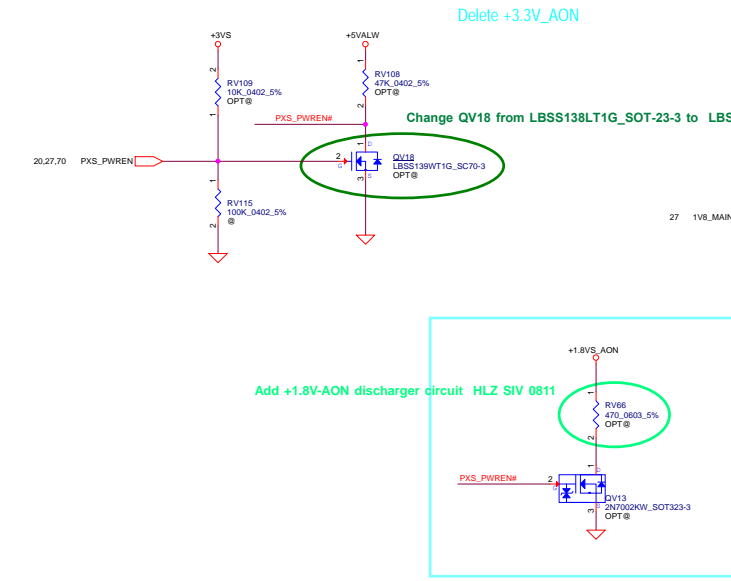 Delete +3.3V_AON
+3VS
+5VALW
2
RV109
10K_0402_5%
OPT@
1
1
RV108
47K_0402_5%
OPT@
2
PXS_PWREN#
Change QV18 from LBSS138LT1G_SOT-23-3 to LBS
20,27,70 PXS_PWREN
1
D
2
G
S
3
QV18
LBSS139WT1G_SC70-3
OPT@
1
RV115
100K_0402_5%
@
2
27 1V8_MAIN
+1.8VS_AON
Add +1.8V-AON discharger circuit HLZ SIV 0811
1
RV66
470_0603_5%
OPT@
2
PXS_PWREN#
1
D
2
G
S
3
QV13
2N7002KW_SOT323-3
OPT@